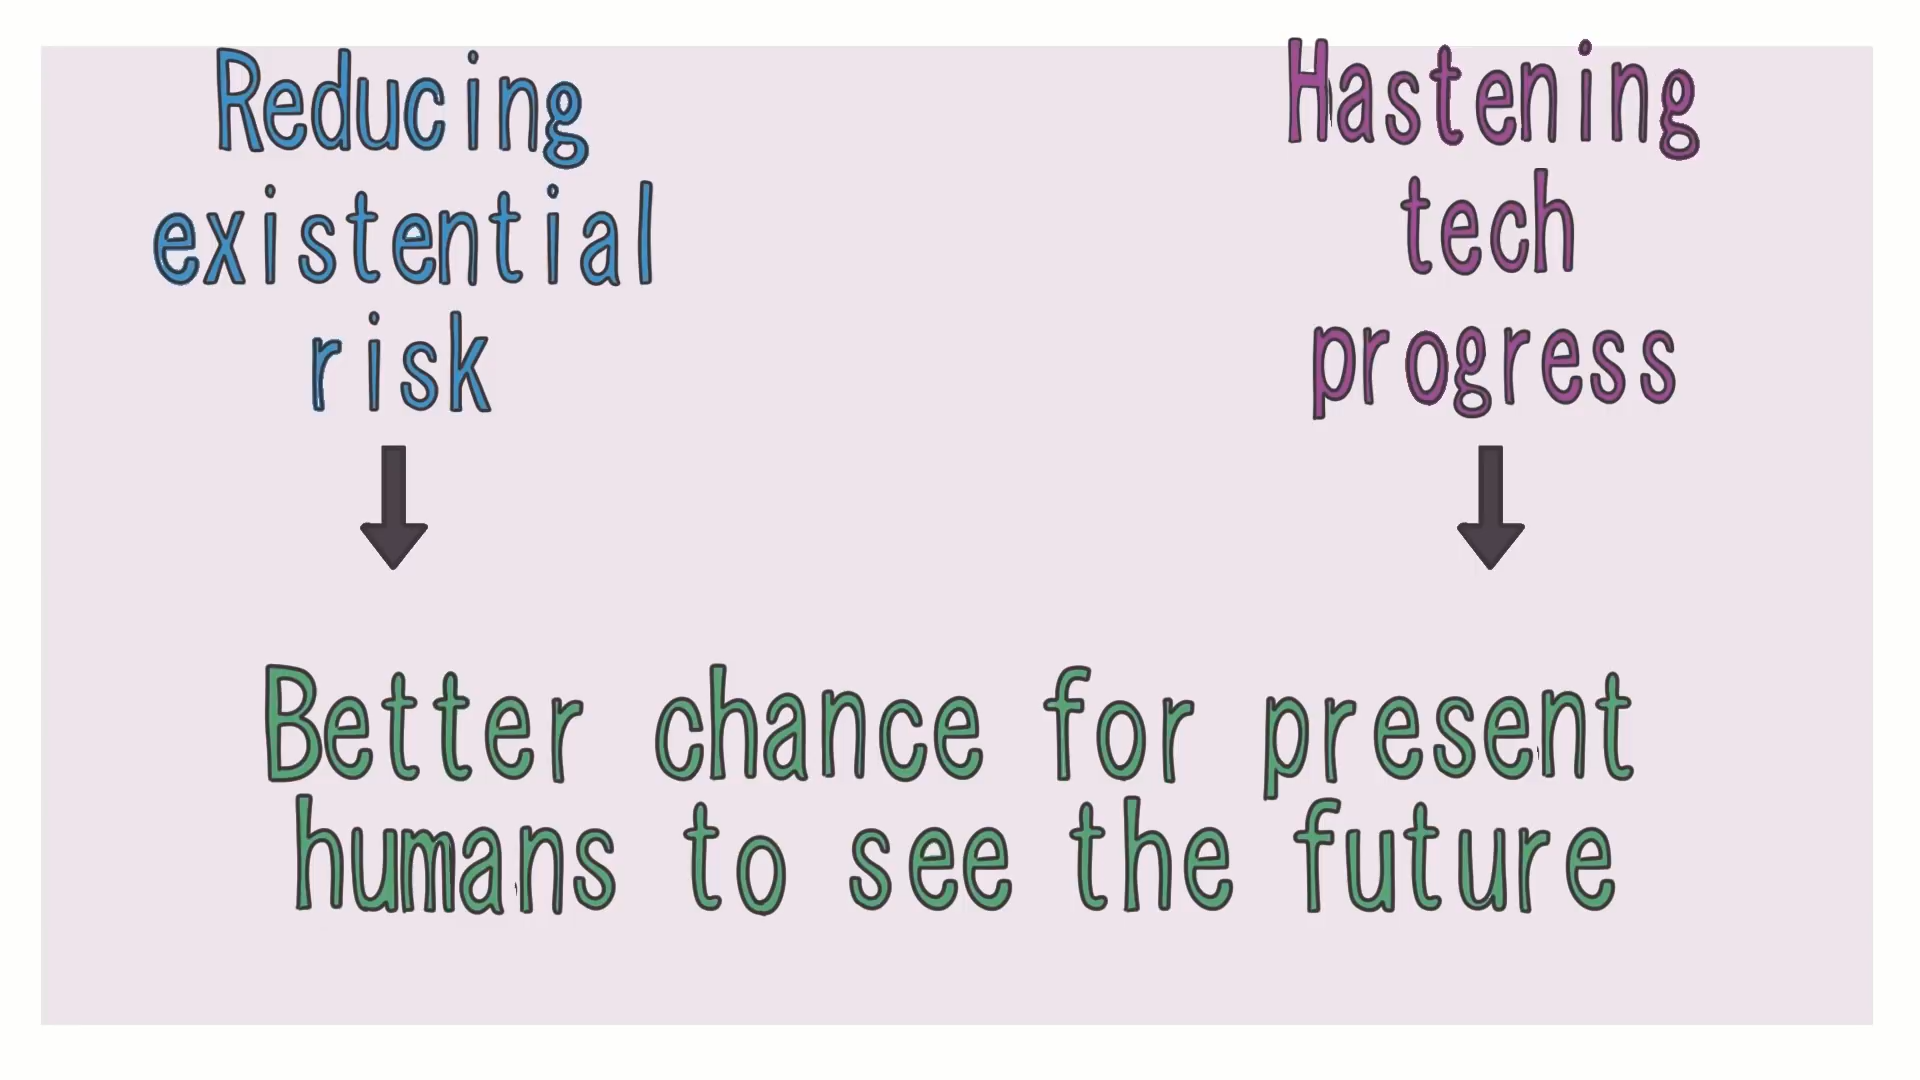 Reducing
existential
risk
Hastening
tech
progress
Better chance for present
humans to see the future